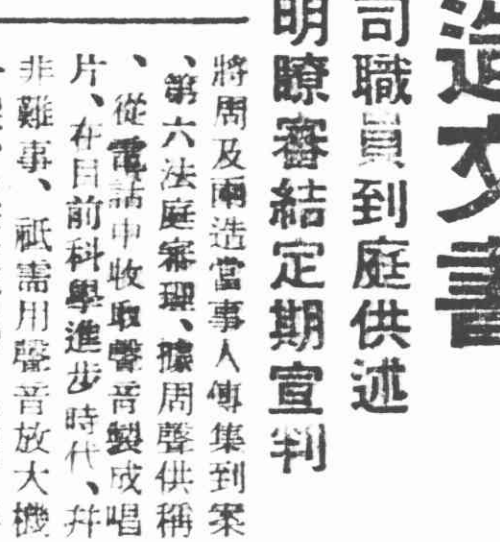 造文書
司職員到庭供述
明瞭審結定期宣判
將周及兩造當事人傳集到案
、第六法庭審理、據周聲供稱
、從電話中收取聲音製成唱
片、在目前科學進步時代、幷
非難事、祇需用聲音放大機